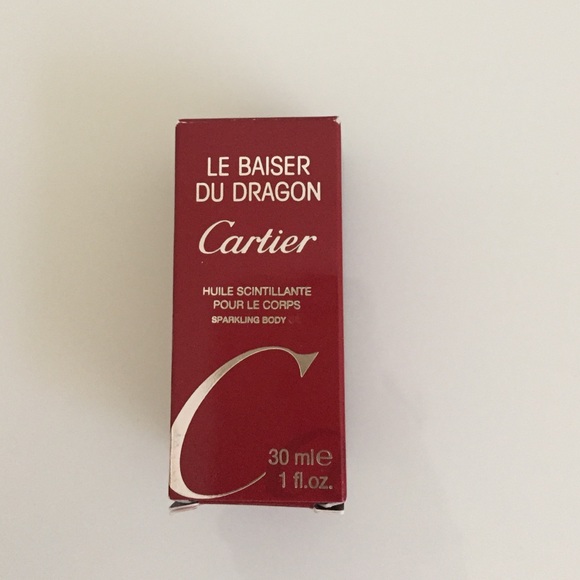 LE BAISER
DU DRAGON
Cartier
HUILE SCINTILLANTE
POUR LE CORPS
SPARKLING BODY
C
30 ml e
1 fl.oz.